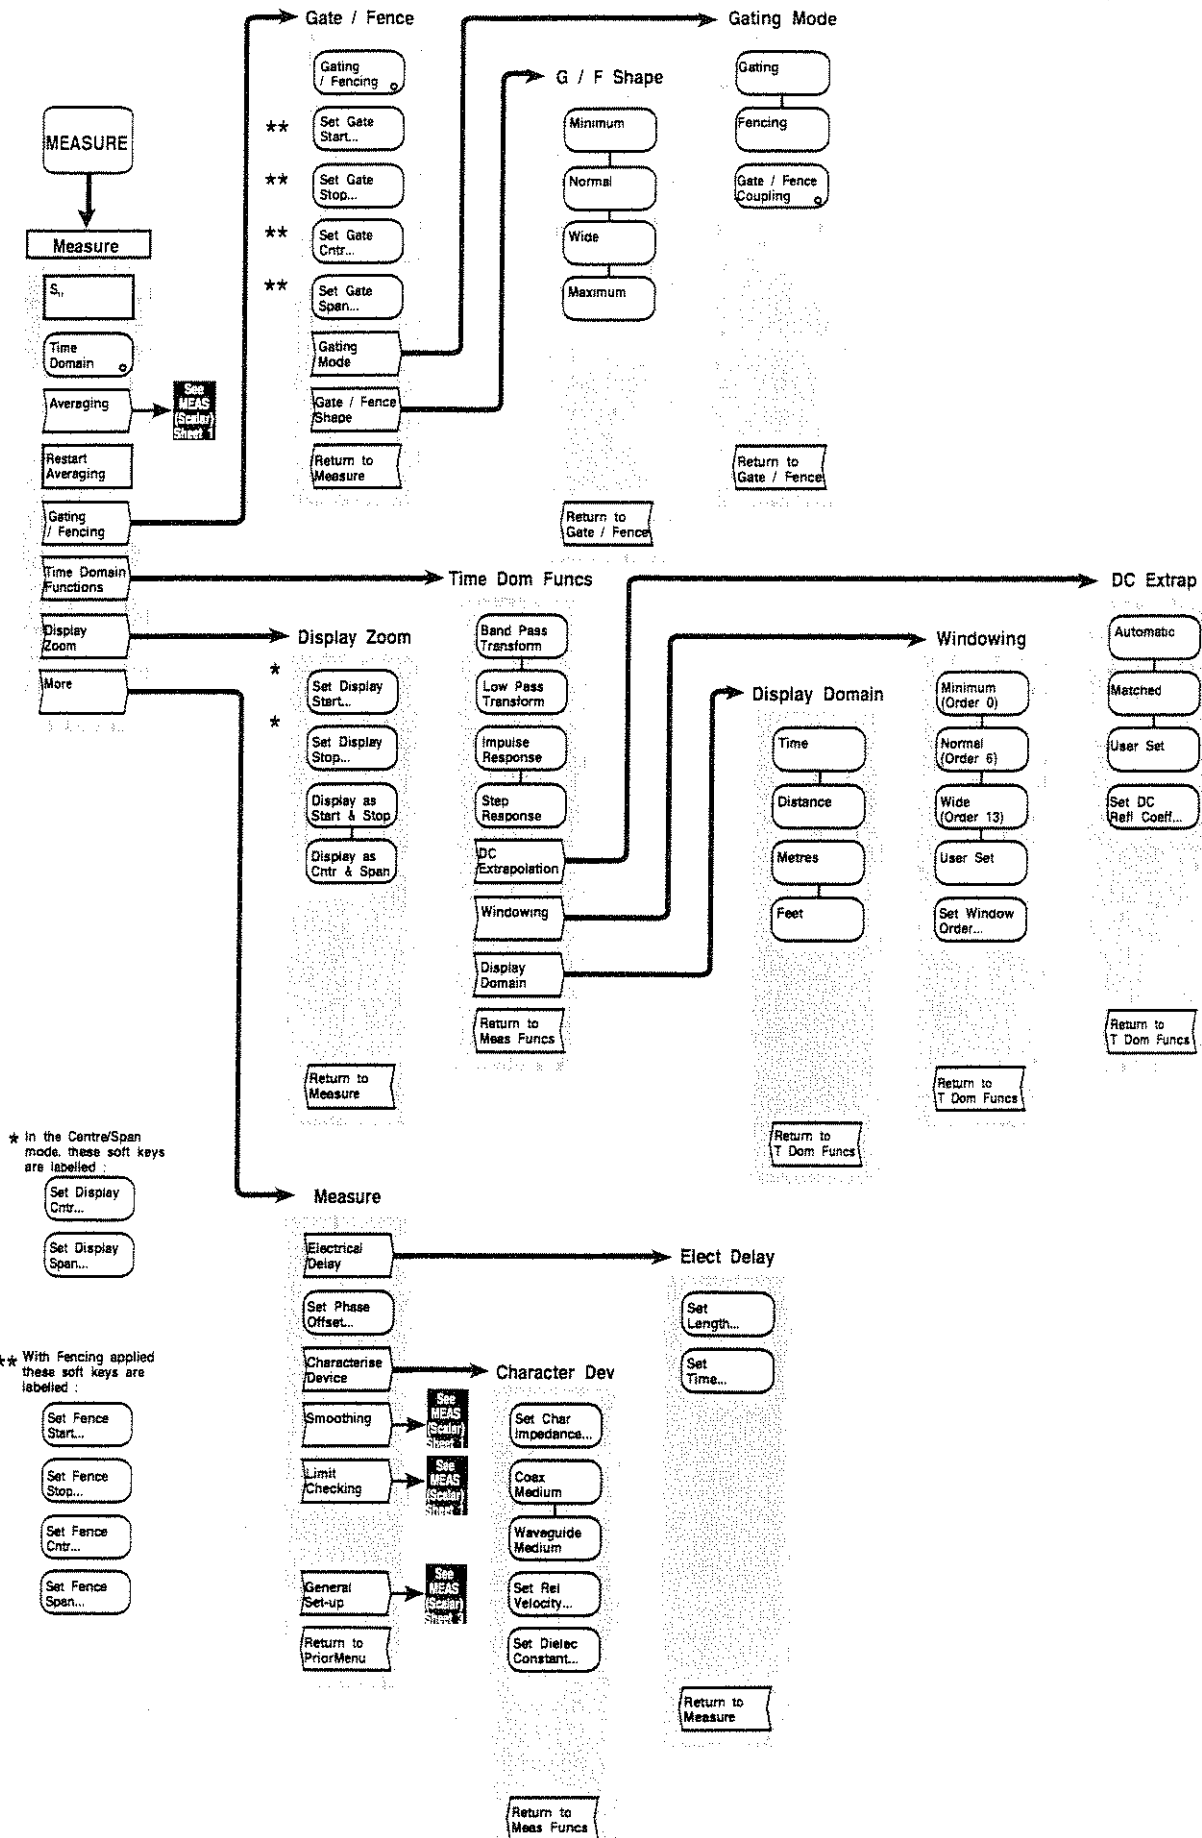 MEASURE
Measure
S11
Time
Domain
Averaging
See
MEAS
(Scalar)
Sheet 1
Restart
Averaging
Gating
/ Fencing
Time Domain
Functions
Display
Zoom
More
Gate / Fence
Gating
/ Fencing
** Set Gate
Start...
** Set Gate
Stop...
** Set Gate
Cntr...
** Set Gate
Span...
Gating
Mode
Gate / Fence
Shape
Return to
Measure
G / F Shape
Minimum
Normal
Wide
Maximum
Return to
Gate / Fence
Gating Mode
Gating
Fencing
Gate / Fence
Coupling
Return to
Gate / Fence
Display Zoom
*
Set Display
Start...
*
Set Display
Stop...
Display as
Start & Stop
Display as
Cntr & Span
Return to
Measure
Time Dom Funcs
Band Pass
Transform
Low Pass
Transform
Impulse
Response
Step
Response
DC
Extrapolation
Windowing
Display
Domain
Return to
Meas Funcs
Display Domain
Time
Distance
Metres
Feet
Return to
T Dom Funcs
Windowing
Minimum
(Order 0)
Normal
(Order 6)
Wide
(Order 13)
User Set
Set Window
Order...
Return to
T Dom Funcs
DC Extrap
Automatic
Matched
User Set
Set DC
Refl Coeff...
Return to
T Dom Funcs
* In the Centre/Span
mode, these soft keys
are labelled :
Set Display
Cntr...
Set Display
Span...
** With Fencing applied
these soft keys are
labelled :
Set Fence
Start...
Set Fence
Stop...
Set Fence
Cntr...
Set Fence
Span...
Measure
Electrical
Delay
Set Phase
Offset...
Characterise
Device
Smoothing
See
MEAS
(Scalar)
Limit
Checking
See
MEAS
(Scalar)
General
Set-up
See
MEAS
(Scalar)
Return to
PriorMenu
Character Dev
Set Char
Impedance...
Coax
Medium
Waveguide
Medium
Set Rel
Velocity...
Set Dielec
Constant...
Return to
Meas Funcs
Elect Delay
Set
Length...
Set
Time...
Return to
Measure